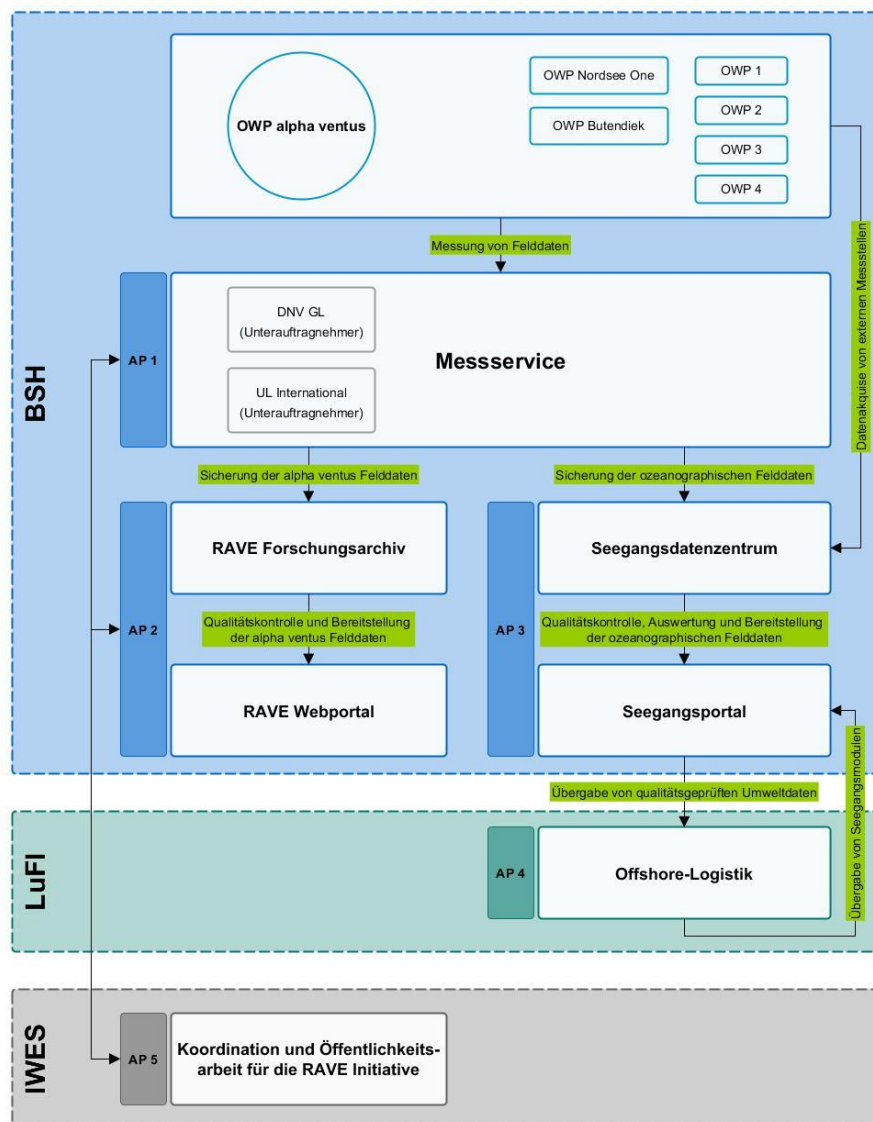 BSH
OWP alpha ventus
OWP Nordsee One
OWP Butendiek
OWP 1
OWP 2
OWP 3
OWP 4
Messung von Felddaten
Datenakquise von externen Messstellen
AP 1
DNV GL
(Unterauftragnehmer)
UL International
(Unterauftragnehmer)
Messservice
Sicherung der alpha ventus Felddaten
Sicherung der ozeanographischen Felddaten
AP 2
RAVE Forschungsarchiv
Qualitätskontrolle und Bereitstellung
der alpha ventus Felddaten
RAVE Webportal
AP 3
Seegangsdatenzentrum
Qualitätskontrolle, Auswertung und Bereitstellung
der ozeanographischen Felddaten
Seegangsportal
Übergabe von qualitätsgeprüften Umweltdaten
Übergabe von Seegangsmodulen
LuFI
AP 4
Offshore-Logistik
IWES
AP 5
Koordination und Öffentlichkeits-
arbeit für die RAVE Initiative